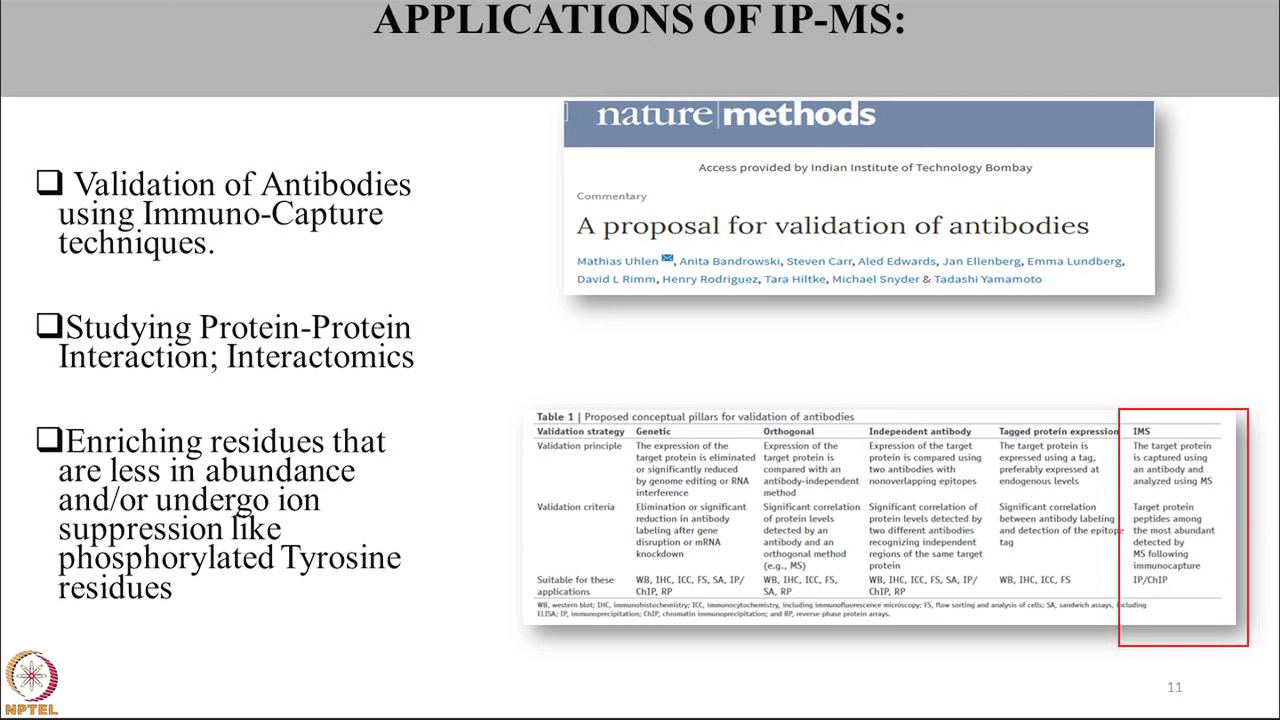 APPLICATIONS OF IP-MS:
❑ Validation of Antibodies
using Immuno-Capture
techniques.
❑Studying Protein-Protein
Interaction; Interactomics
❑Enriching residues that
are less in abundance
and/or undergo ion
suppression like
phosphorylated Tyrosine
residues
nature|methods
Access provided by Indian Institute of Technology Bombay
Commentary
A proposal for validation of antibodies
Mathias Uhlen, Anita Bandrowski, Steven Carr, Aled Edwards, Jan Ellenberg, Emma Lundberg,
David L Rimm, Henry Rodriguez, Tara Hiltke, Michael Snyder & Tadashi Yamamoto
Table 1 | Proposed conceptual pillars for validation of antibodies
Validation strategy Genetic Orthogonal Independent antibody Tagged protein expression IMS
Validation principle The expression of the Expression of the Expression of the target The target protein is The target protein
target protein is eliminated target protein is protein is compared using expressed using a tag, is captured using
or significantly reduced compared with an two antibodies with preferably expressed at an antibody and
by genome editing or RNA antibody-independent nonoverlapping epitopes endogenous levels analyzed using MS
interference method
Validation criteria Elimination or significant Significant correlation Significant correlation of Significant correlation Target protein
reduction in antibody of protein levels protein levels detected by between antibody labeling peptides among
labeling after gene detected by an two different antibodies and detection of the epitope the most abundant
disruption or mRNA antibody and an recognizing independent tag detected by
knockdown orthogonal method regions of the same target MS following
(e.g., MS) protein immunocapture
Suitable for these WB, IHC, ICC, FS, SA, IP/ WB, IHC, ICC, FS, WB, IHC, ICC, FS, SA, IP/ WB, IHC, ICC, FS IP/ChIP
applications ChIP, RP SA, RP ChIP, RP
WB, western blot; IHC, immunohistochemistry; ICC, immunocytochemistry, including immunofluorescence microscopy; FS, flow sorting and analysis of cells; SA, sandwich assays, including
ELISA; IP, immunoprecipitation; ChIP, chromatin immunoprecipitation; and RP, reverse-phase protein arrays.
NPTEL
11